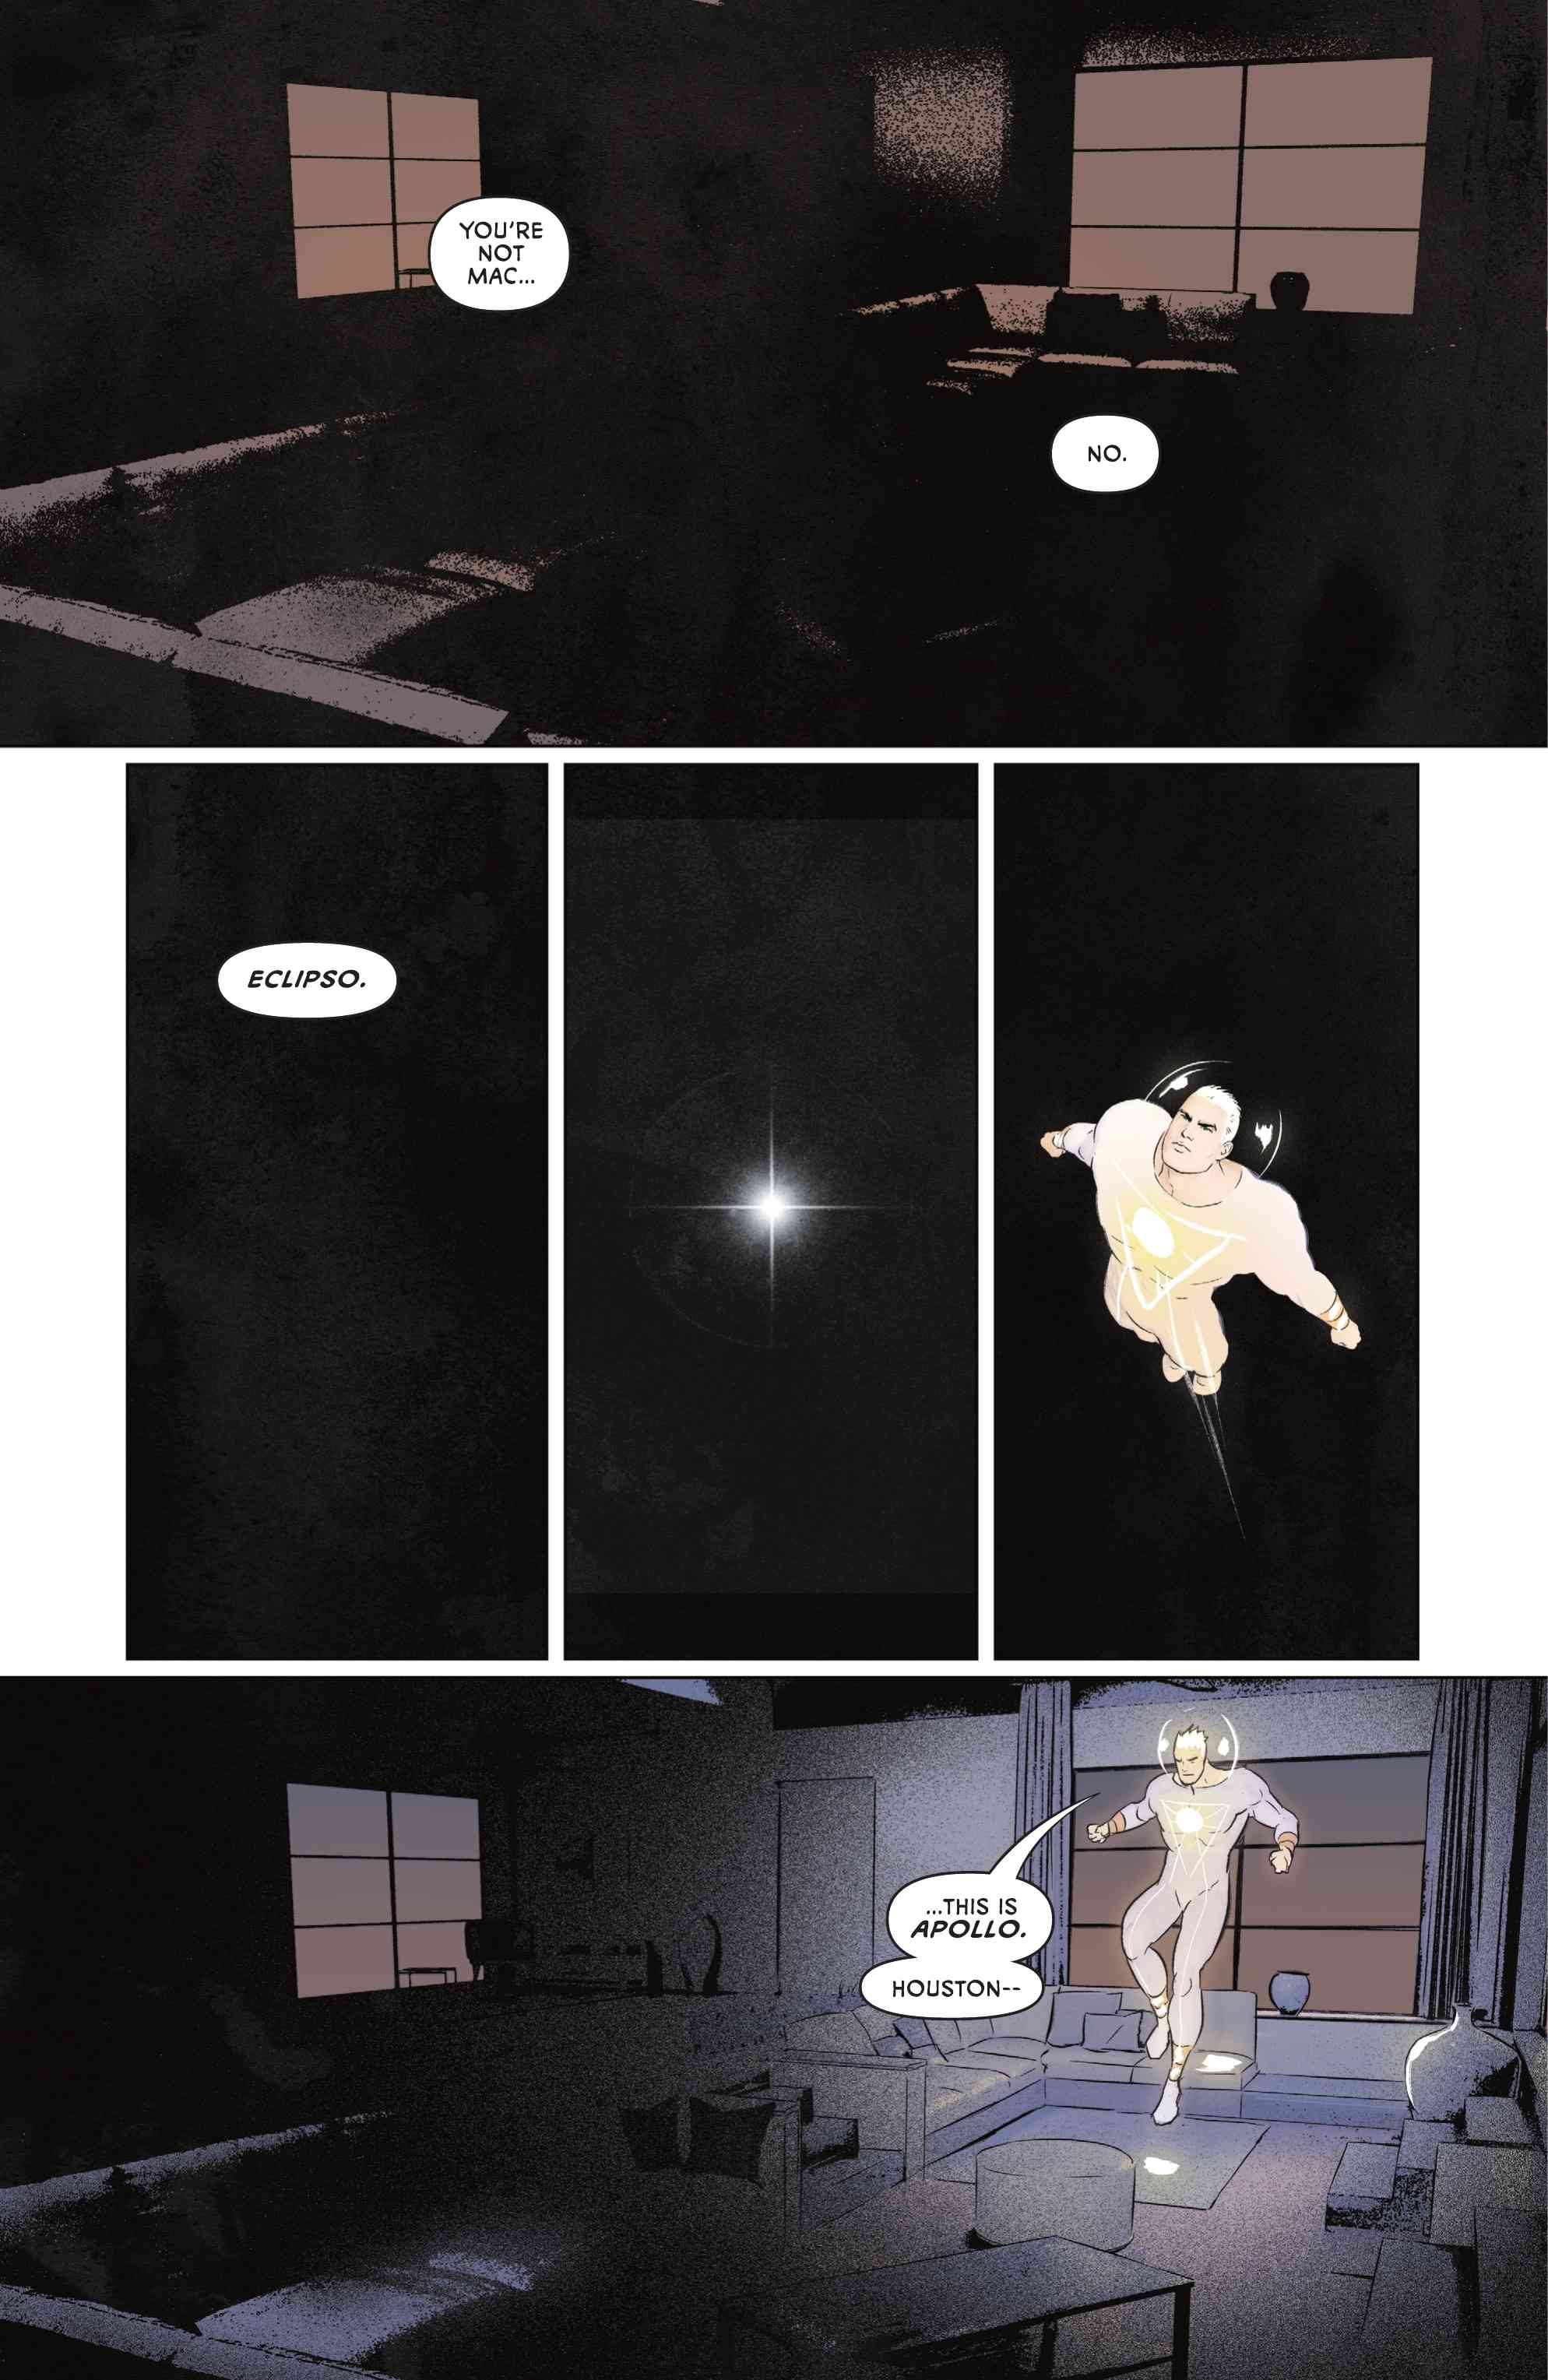 YOU'RE
NOT
MAC...
NO.
ECLIPSO.
...THIS IS
APOLLO.
HOUSTON--